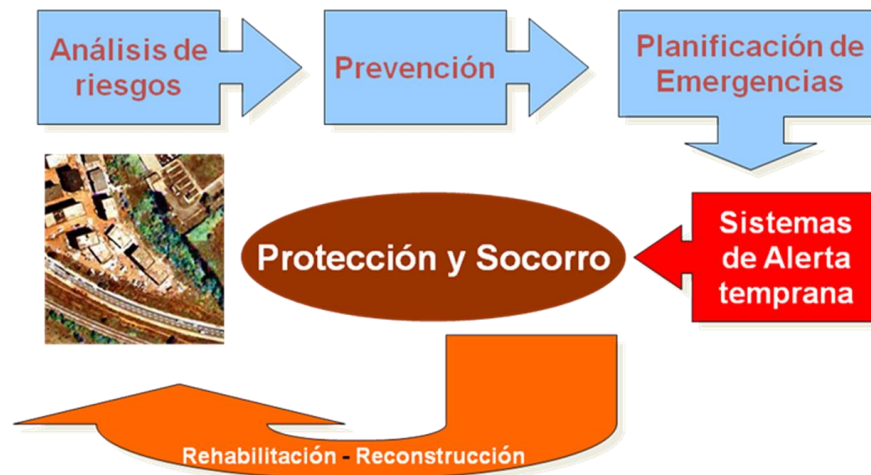 Análisis de
riesgos
Prevención
Planificación de
Emergencias
Sistemas
de Alerta
temprana
Protección y Socorro
Rehabilitación - Reconstrucción